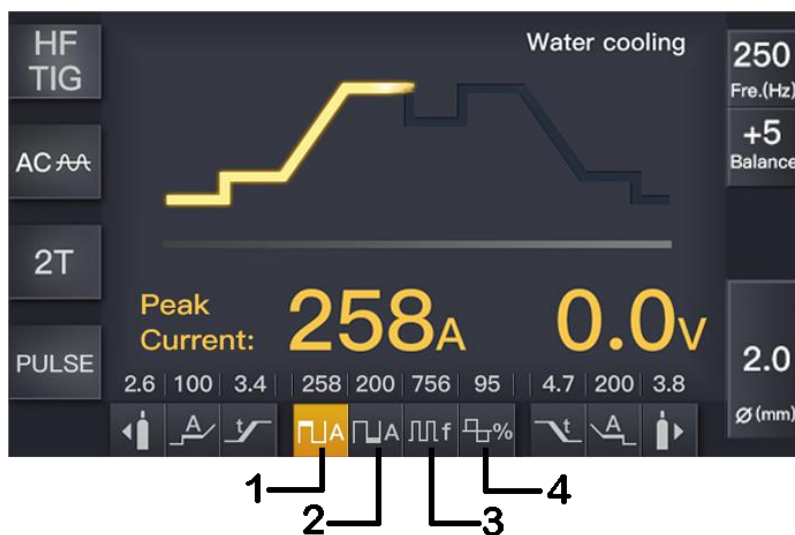 HF
TIG
Water cooling
250
Fre.(Hz)
+5
Balance
AC
2T
PULSE
Peak
Current:
258A
0.0V
2.6 | 100 | 3.4 | 258 | 200 | 756 | 95 | 4.7 | 200 | 3.8
A t A A f % t A
2.0
Ø (mm)
1 2 3 4